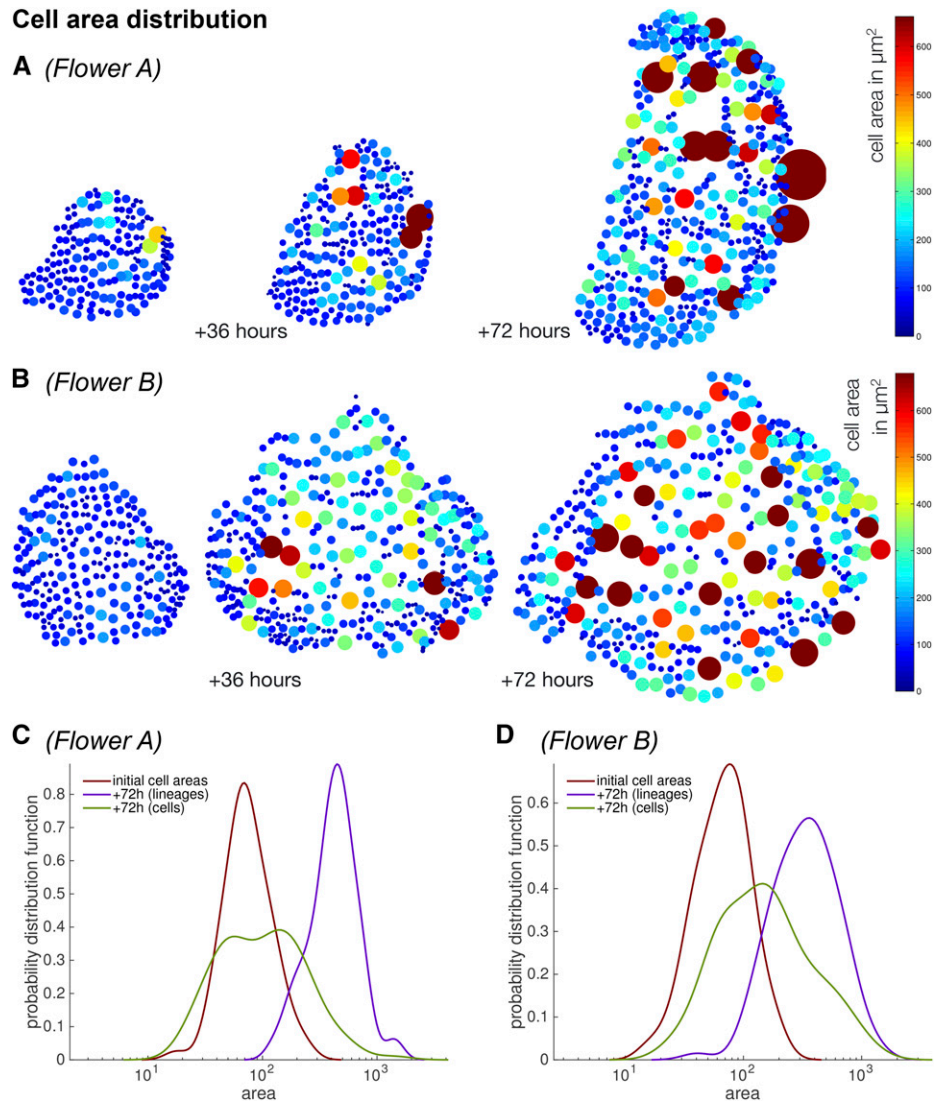 Cell area distribution
A (Flower A)
+36 hours
+72 hours
cell area in μm²
600
500
400
300
200
100
0
B (Flower B)
+36 hours
+72 hours
cell area
in μm²
600
500
400
300
200
100
0
C (Flower A)
initial cell areas
+72h (lineages)
+72h (cells)
probability distribution function
0.8
0.7
0.6
0.5
0.4
0.3
0.2
0.1
0
10¹
10²
10³
area
D (Flower B)
initial cell areas
+72h (lineages)
+72h (cells)
probability distribution function
0.6
0.5
0.4
0.3
0.2
0.1
0
10¹
10²
10³
area